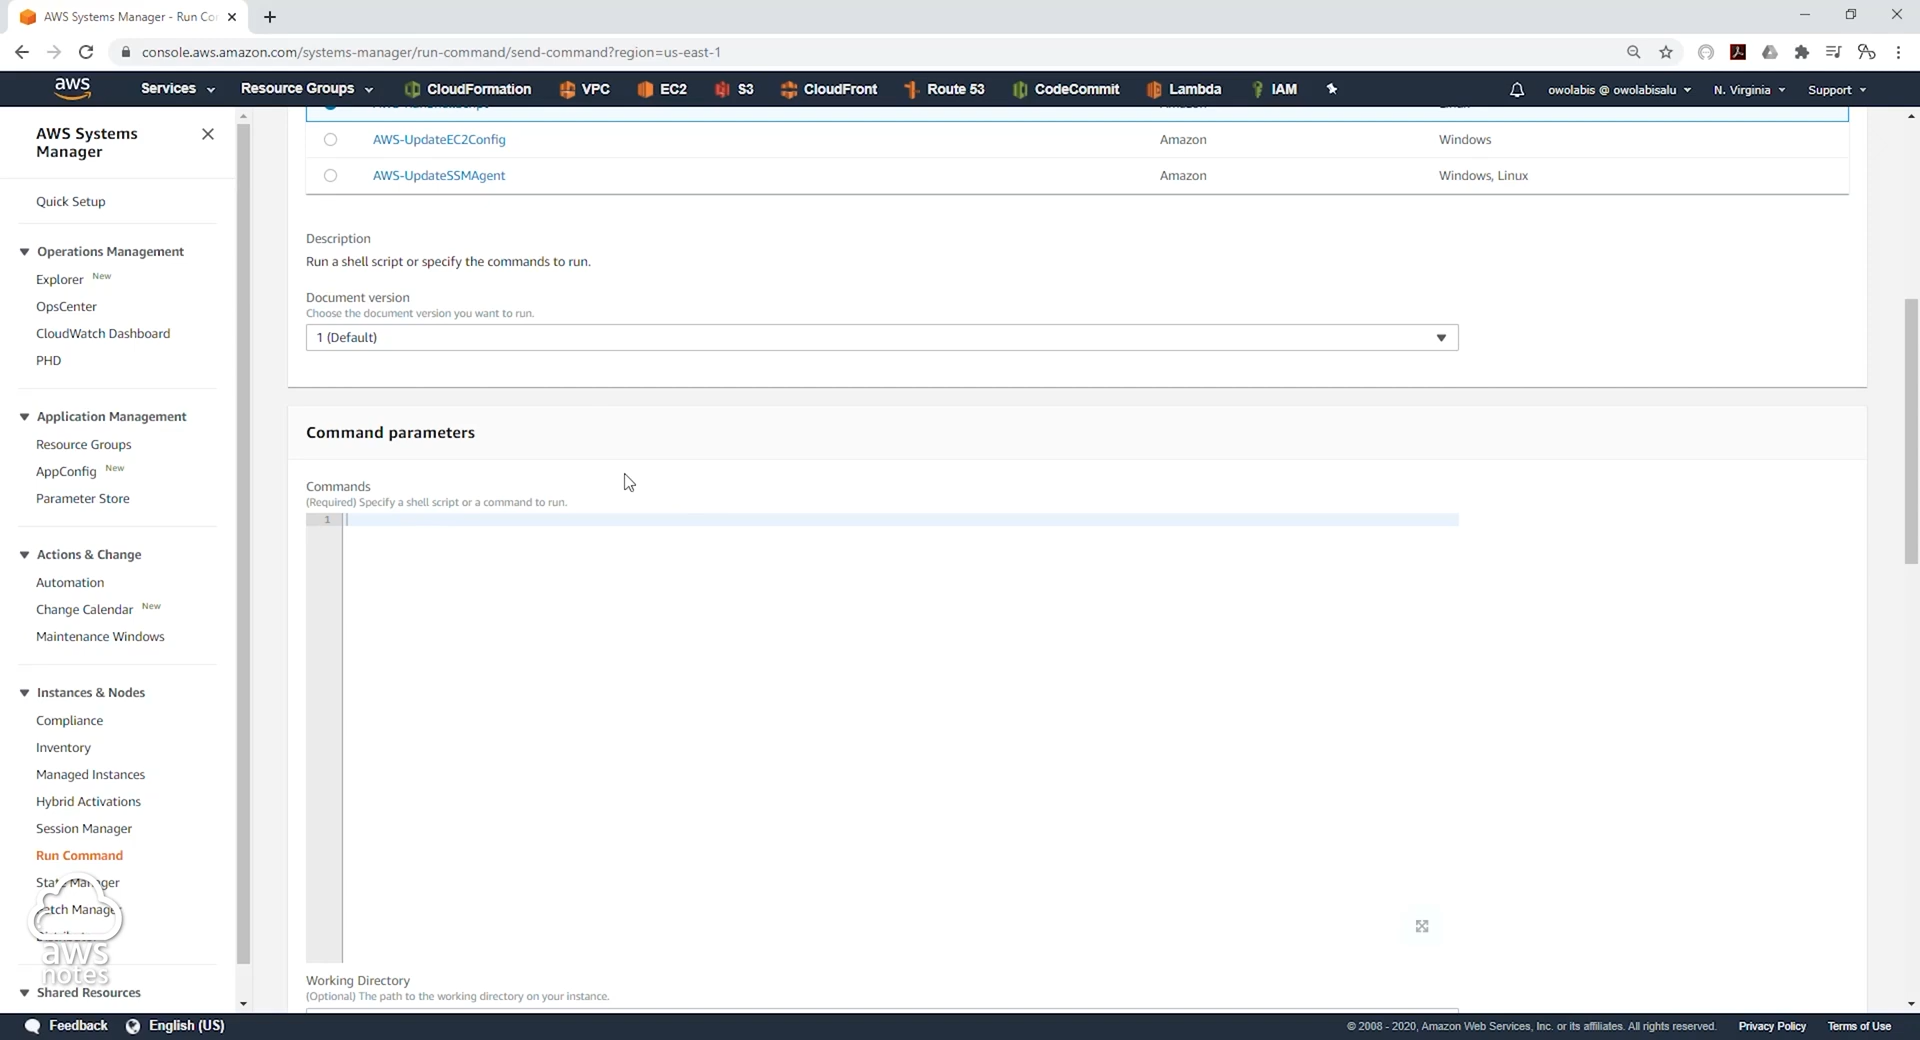 AWS Systems Manager - Run Co
console.aws.amazon.com/systems-manager/run-command/send-command?region=us-east-1
aws
Services
Resource Groups
CloudFormation
VPC
EC2
S3
CloudFront
Route 53
CodeCommit
Lambda
IAM
owolabis @ owolabisalu
N. Virginia
Support
AWS Systems
Manager
Quick Setup
Operations Management
Explorer New
OpsCenter
CloudWatch Dashboard
PHD
Application Management
Resource Groups
AppConfig New
Parameter Store
Actions & Change
Automation
Change Calendar New
Maintenance Windows
Instances & Nodes
Compliance
Inventory
Managed Instances
Hybrid Activations
Session Manager
Run Command
Shared Resources
AWS-UpdateEC2Config Amazon Windows
AWS-UpdateSSMAgent Amazon Windows, Linux
Description
Run a shell script or specify the commands to run.
Document version
Choose the document version you want to run.
1 (Default)
Command parameters
Commands
(Required) Specify a shell script or a command to run.
1
Working Directory
(Optional) The path to the working directory on your instance.
aws
notes
Feedback
English (US)
© 2008 - 2020, Amazon Web Services, Inc. or its affiliates. All rights reserved.
Privacy Policy
Terms of Use